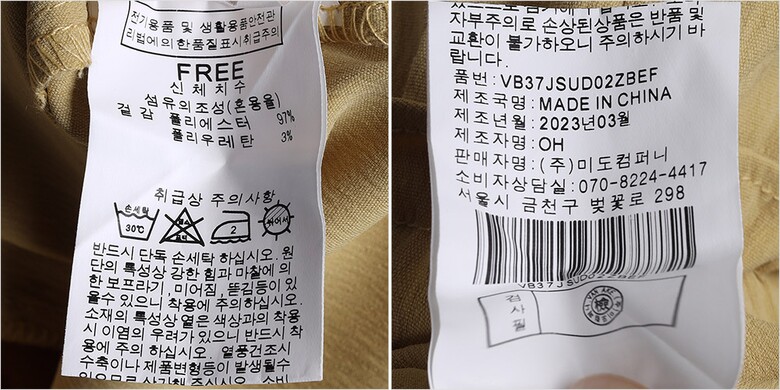 전기용품 및 생활용품안전관
리법에 의한품질표시취급주의
FREE
신 체 치 수
섬유의조성(혼용율)
겉 감 폴리에스터 97%
폴리우레탄 3%
취급상 주의사항
손세탁
30℃
2
반드시 단독 손세탁 하십시오. 원
단의 특성상 강한 힘과 마찰에 의
한 보프라기, 미어짐, 뜯김등이 있
을수 있으니 착용에 주의하십시오.
소재의 특성상 옅은 색상과의 착용
시 이염의 우려가 있으니 반드시 착
용에 주의 하십시오. 열풍건조시
수축이나 제품변형등이 발생될수
자부주의로 손상된상품은 반품 및
교환이 불가하오니 주의하시기 바
랍니다.
품번:VB37JSUD02ZBEF
제조국명:MADE IN CHINA
제조년월:2023년03월
제조자명:OH
판매자명:(주)미도컴퍼니
소비자상담실:070-8224-4417
서울시 금천구 벚꽃로 298
VB37JSUD02ZBEF
검사필
檢